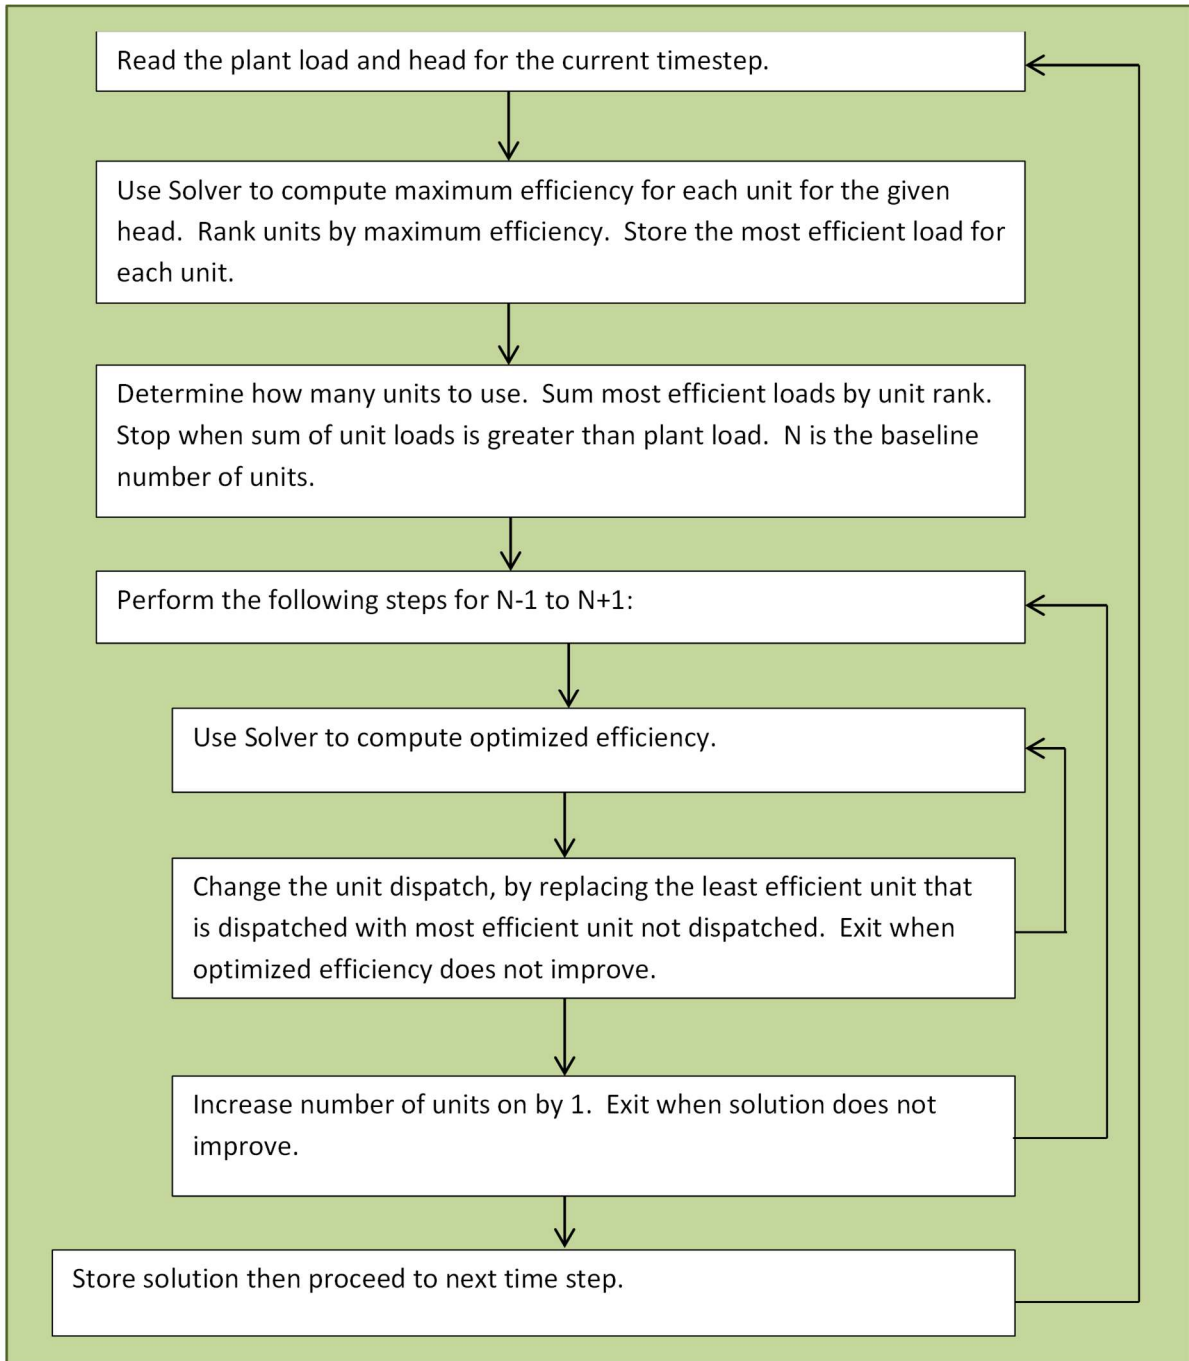 Read the plant load and head for the current timestep.
Use Solver to compute maximum efficiency for each unit for the given
head.  Rank units by maximum efficiency.  Store the most efficient load for
each unit.
Determine how many units to use.  Sum most efficient loads by unit rank.
Stop when sum of unit loads is greater than plant load.  N is the baseline
number of units.
Perform the following steps for N-1 to N+1:
Use Solver to compute optimized efficiency.
Change the unit dispatch, by replacing the least efficient unit that
is dispatched with most efficient unit not dispatched.  Exit when
optimized efficiency does not improve.
Increase number of units on by 1.  Exit when solution does not
improve.
Store solution then proceed to next time step.